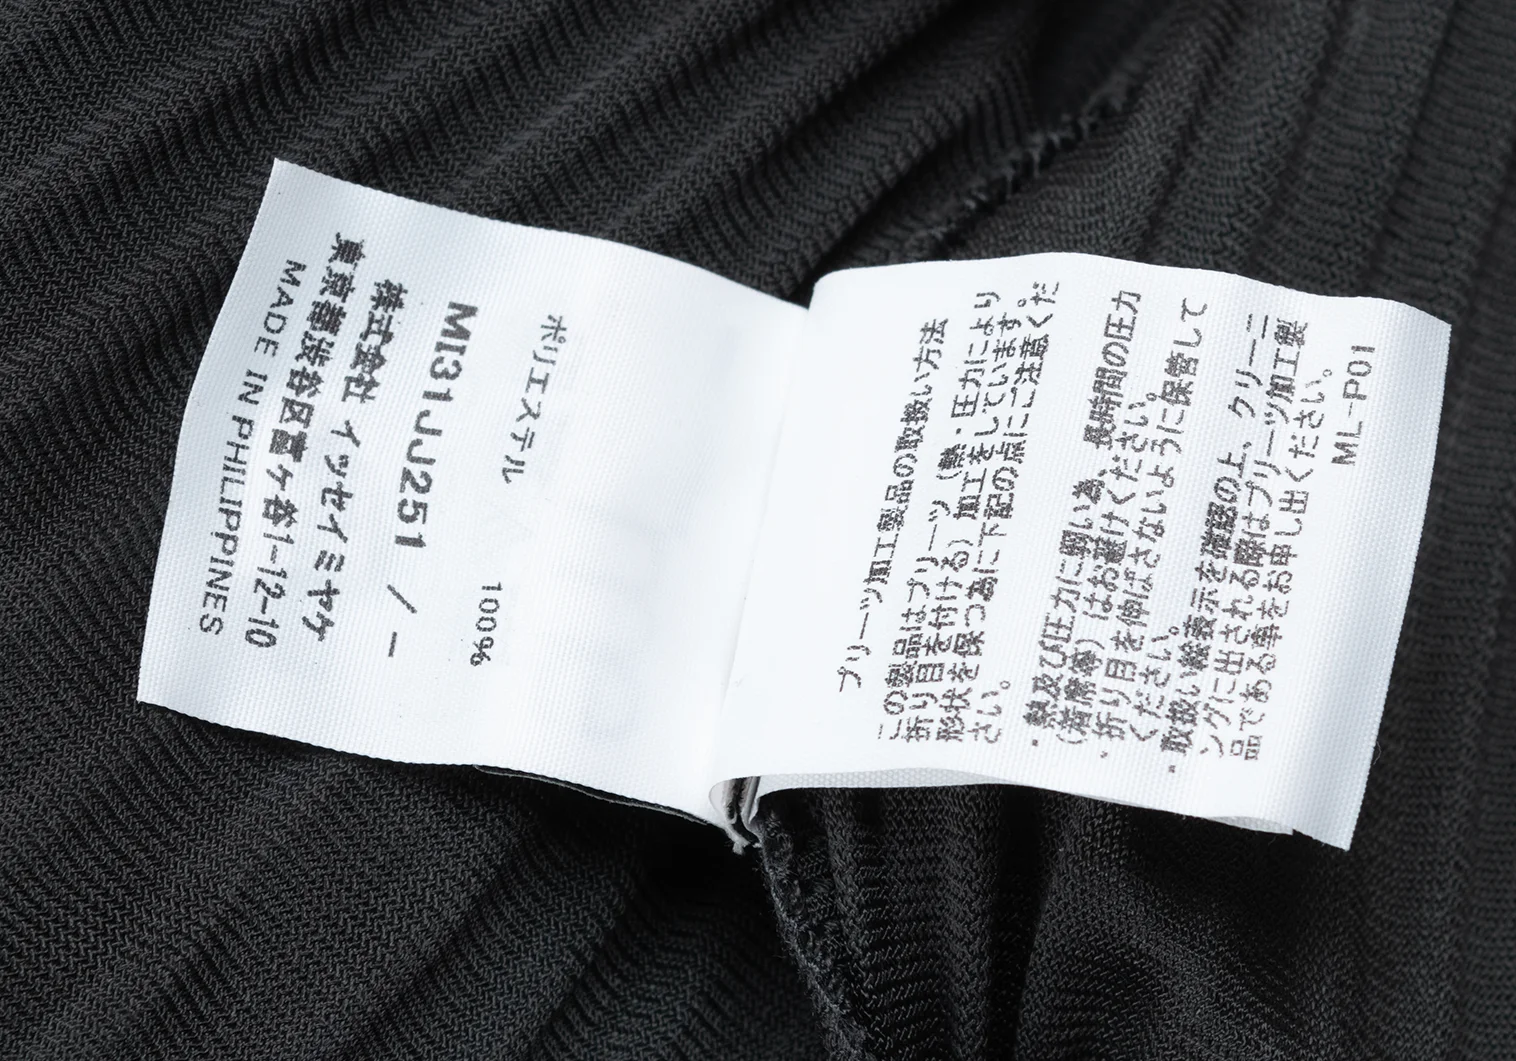 ポリエステル 100%
MI31JJ251 / -
株式会社 イッセイミヤケ
東京都渋谷区富ケ谷1-12-10
MADE IN PHILIPPINES
プリーツ加工製品の取扱い方法
この製品はプリーツ(熱・圧力により
折り目を付ける)加工をしています。
形状を保つ為に下記の点にご注意くだ
さい。
・熱及び圧力に弱い為、長時間の圧力
(着席等)はお避けください。
・折り目を伸ばさないように保管して
ください。
・取扱い絵表示を確認の上、クリーニ
ングに出される際はプリーツ加工製
品である事をお申し出ください。
ML-P01